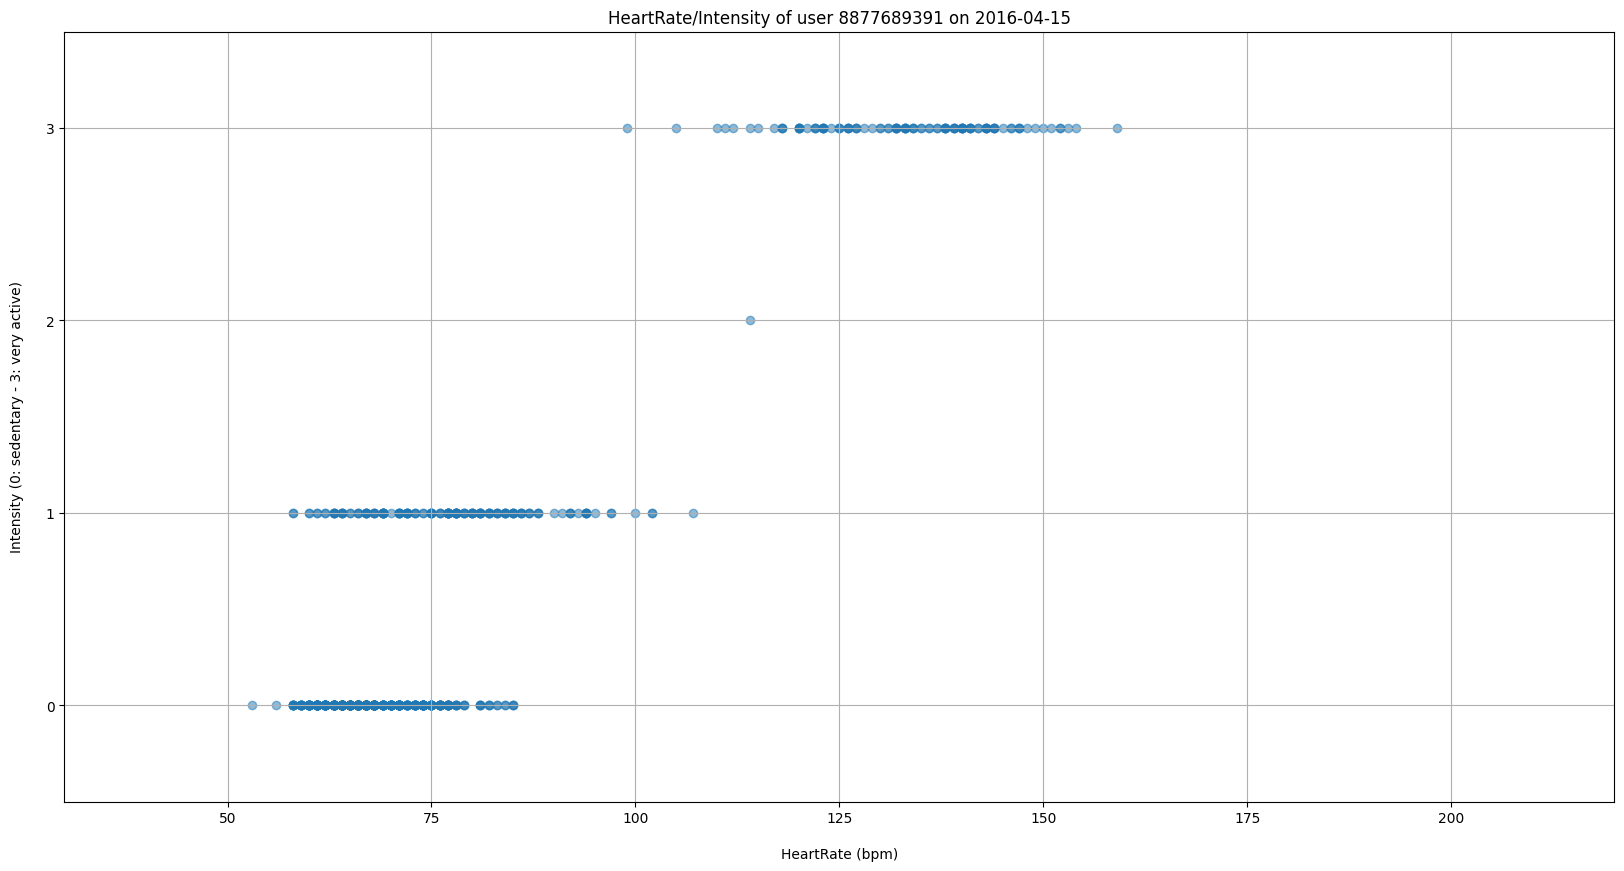 HeartRate/Intensity of user 8877689391 on 2016-04-15
Intensity (0: sedentary - 3: very active)
3
2
1
0
50 75 100 125 150 175 200
HeartRate (bpm)